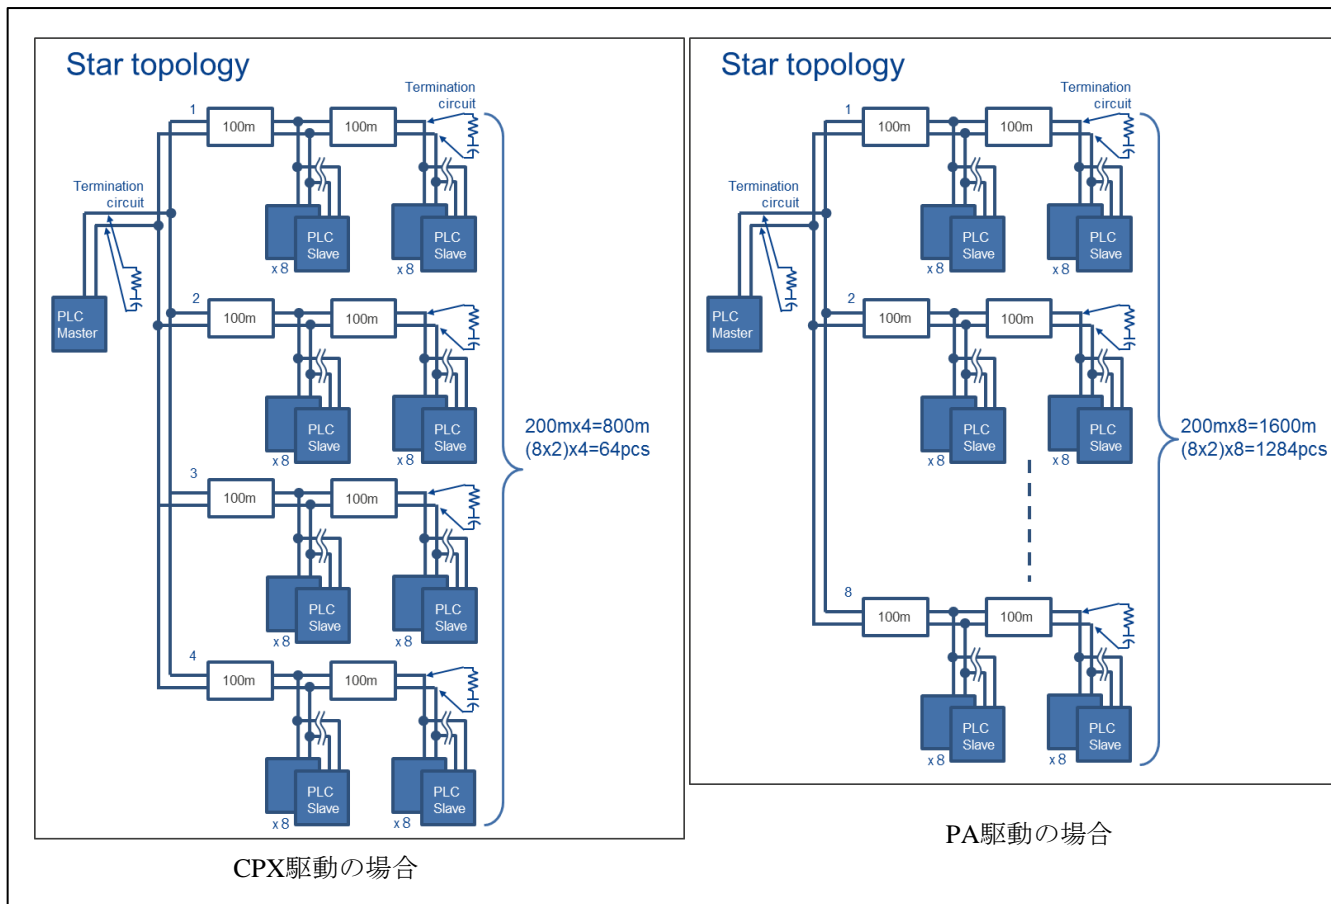 Star topology
Termination
circuit
1
100m
100m
Termination
circuit
PLC
Slave
x 8
PLC
Slave
x 8
PLC
Master
2
100m
100m
PLC
Slave
x 8
PLC
Slave
x 8
200mx4=800m
(8x2)x4=64pcs
3
100m
100m
PLC
Slave
x 8
PLC
Slave
x 8
4
100m
100m
PLC
Slave
x 8
PLC
Slave
x 8
CPX駆動の場合
Star topology
Termination
circuit
1
100m
100m
Termination
circuit
PLC
Slave
x 8
PLC
Slave
x 8
PLC
Master
2
100m
100m
PLC
Slave
x 8
PLC
Slave
x 8
200mx8=1600m
(8x2)x8=1284pcs
8
100m
100m
PLC
Slave
x 8
PLC
Slave
x 8
PA駆動の場合